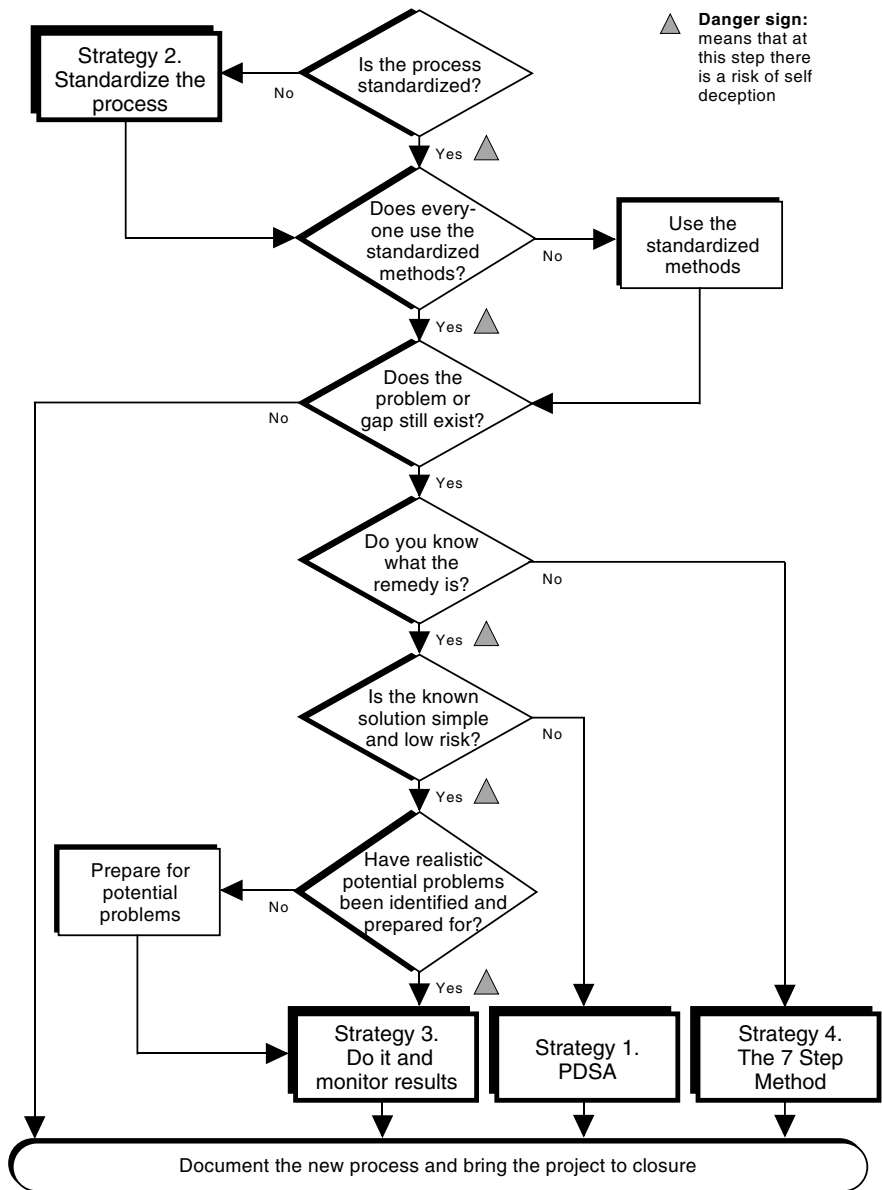 Danger sign:
means that at
this step there
is a risk of self
deception
Strategy 2.
Standardize the
process
Is the process
standardized?
No
Yes
Does every-
one use the
standardized
methods?
No
Use the
standardized
methods
Yes
Does the
problem or
gap still exist?
No
Yes
Do you know
what the
remedy is?
No
Yes
Is the known
solution simple
and low risk?
No
Yes
Have realistic
potential problems
been identified and
prepared for?
No
Prepare for
potential
problems
Yes
Strategy 3.
Do it and
monitor results
Strategy 1.
PDSA
Strategy 4.
The 7 Step
Method
Document the new process and bring the project to closure